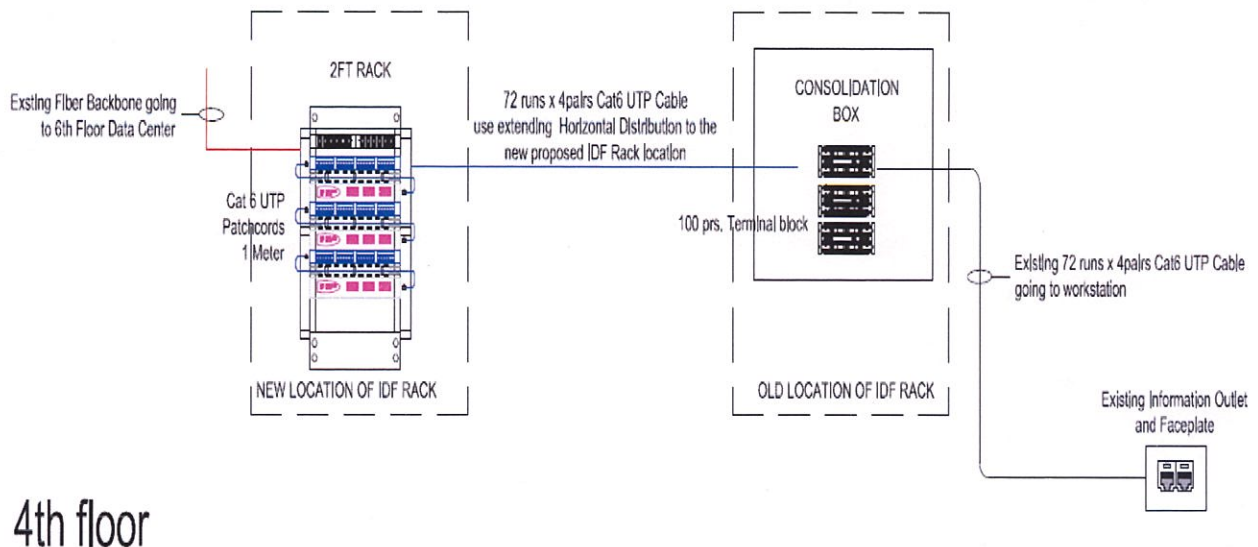 2FT RACK
Exsting Fiber Backbone going
to 6th Floor Data Center
Cat 6 UTP
Patchcords
1 Meter
NEW LOCATION OF IDF RACK
72 runs x 4pairs Cat6 UTP Cable
use extending Horizontal Distribution to the
new proposed IDF Rack location
CONSOLIDATION
BOX
100 prs. Terminal block
OLD LOCATION OF IDF RACK
Existing 72 runs x 4pairs Cat6 UTP Cable
going to workstation
Existing Information Outlet
and Faceplate
4th floor